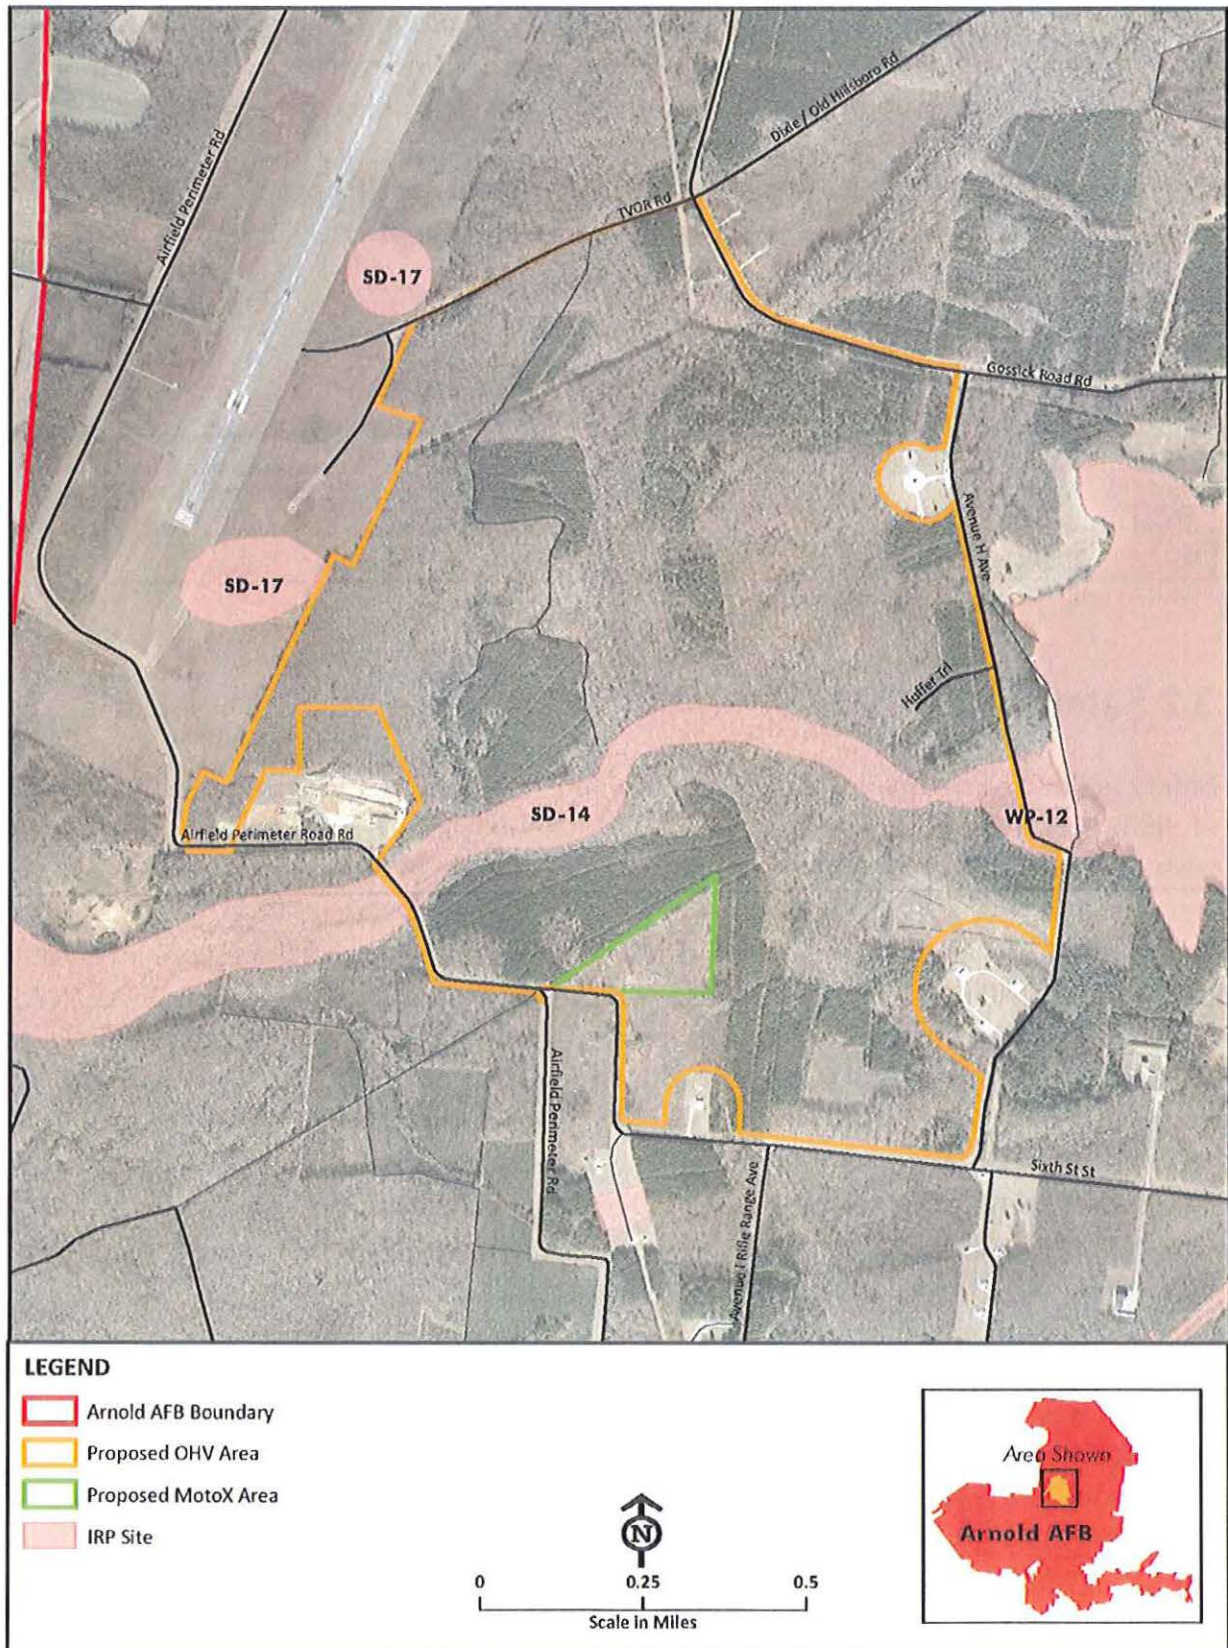 Dixie / Old Hillsboro Rd
Airfield Perimeter Rd
TVOR Rd
SD-17
Gossick Road Rd
Avenue H Ave
SD-17
Huffer Trl
SD-14
WP-12
Airfield Perimeter Road Rd
Airfield Perimeter Rd
Avenue I Rifle Range Ave
Sixth St St
LEGEND
Arnold AFB Boundary
Proposed OHV Area
Proposed MotoX Area
IRP Site
N
0 0.25 0.5
Scale in Miles
Area Shown
Arnold AFB